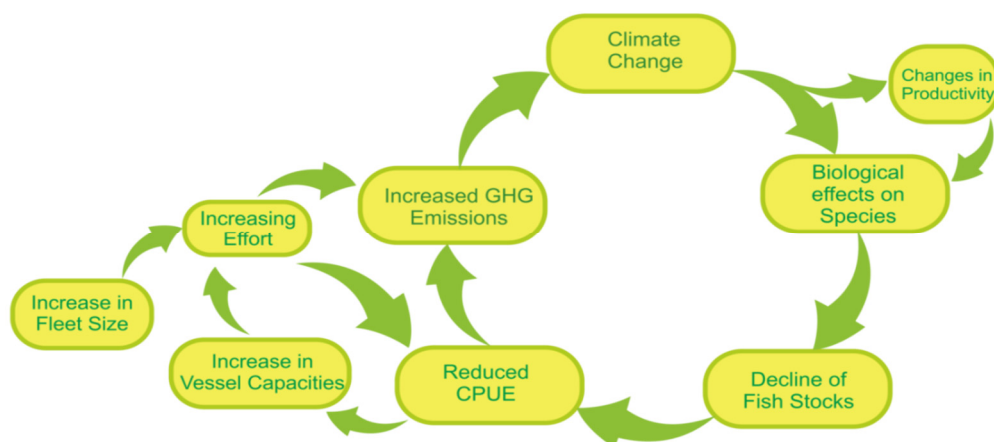 Climate
Change
Changes in
Productivity
Biological
effects on
Species
Increased GHG
Emissions
Increasing
Effort
Increase in
Fleet Size
Increase in
Vessel Capacities
Reduced
CPUE
Decline of
Fish Stocks